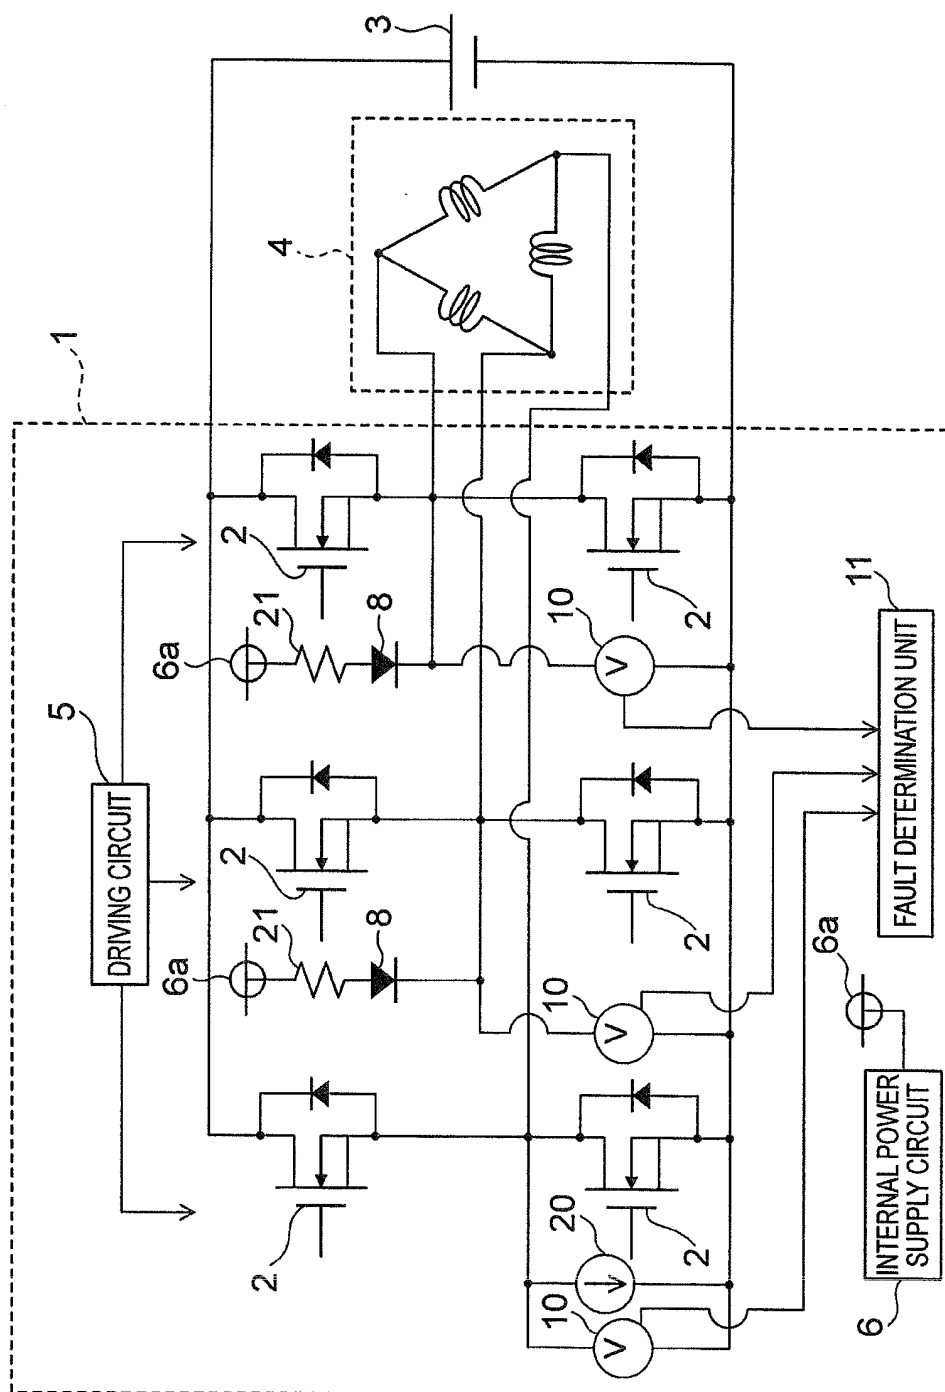 5
1
DRIVING CIRCUIT
6a
6a
2
2
2
21
21
4
8
8
3
10
20
10
10
V
V
V
2
2
2
6a
11
6
INTERNAL POWER
SUPPLY CIRCUIT
FAULT DETERMINATION UNIT